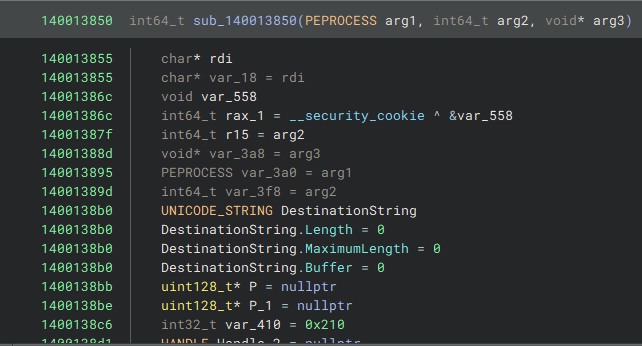 140013850 int64_t sub_140013850(PEPROCESS arg1, int64_t arg2, void* arg3)
140013855 char* rdi
140013855 char* var_18 = rdi
14001386c void var_558
14001386c int64_t rax_1 = __security_cookie ^ &var_558
14001387f int64_t r15 = arg2
14001388d void* var_3a8 = arg3
140013895 PEPROCESS var_3a0 = arg1
14001389d int64_t var_3f8 = arg2
1400138b0 UNICODE_STRING DestinationString
1400138b0 DestinationString.Length = 0
1400138b0 DestinationString.MaximumLength = 0
1400138b0 DestinationString.Buffer = 0
1400138bb uint128_t* P = nullptr
1400138be uint128_t* P_1 = nullptr
1400138c6 int32_t var_410 = 0x210
1400138d1 HANDLE Handle_2 = nullptr